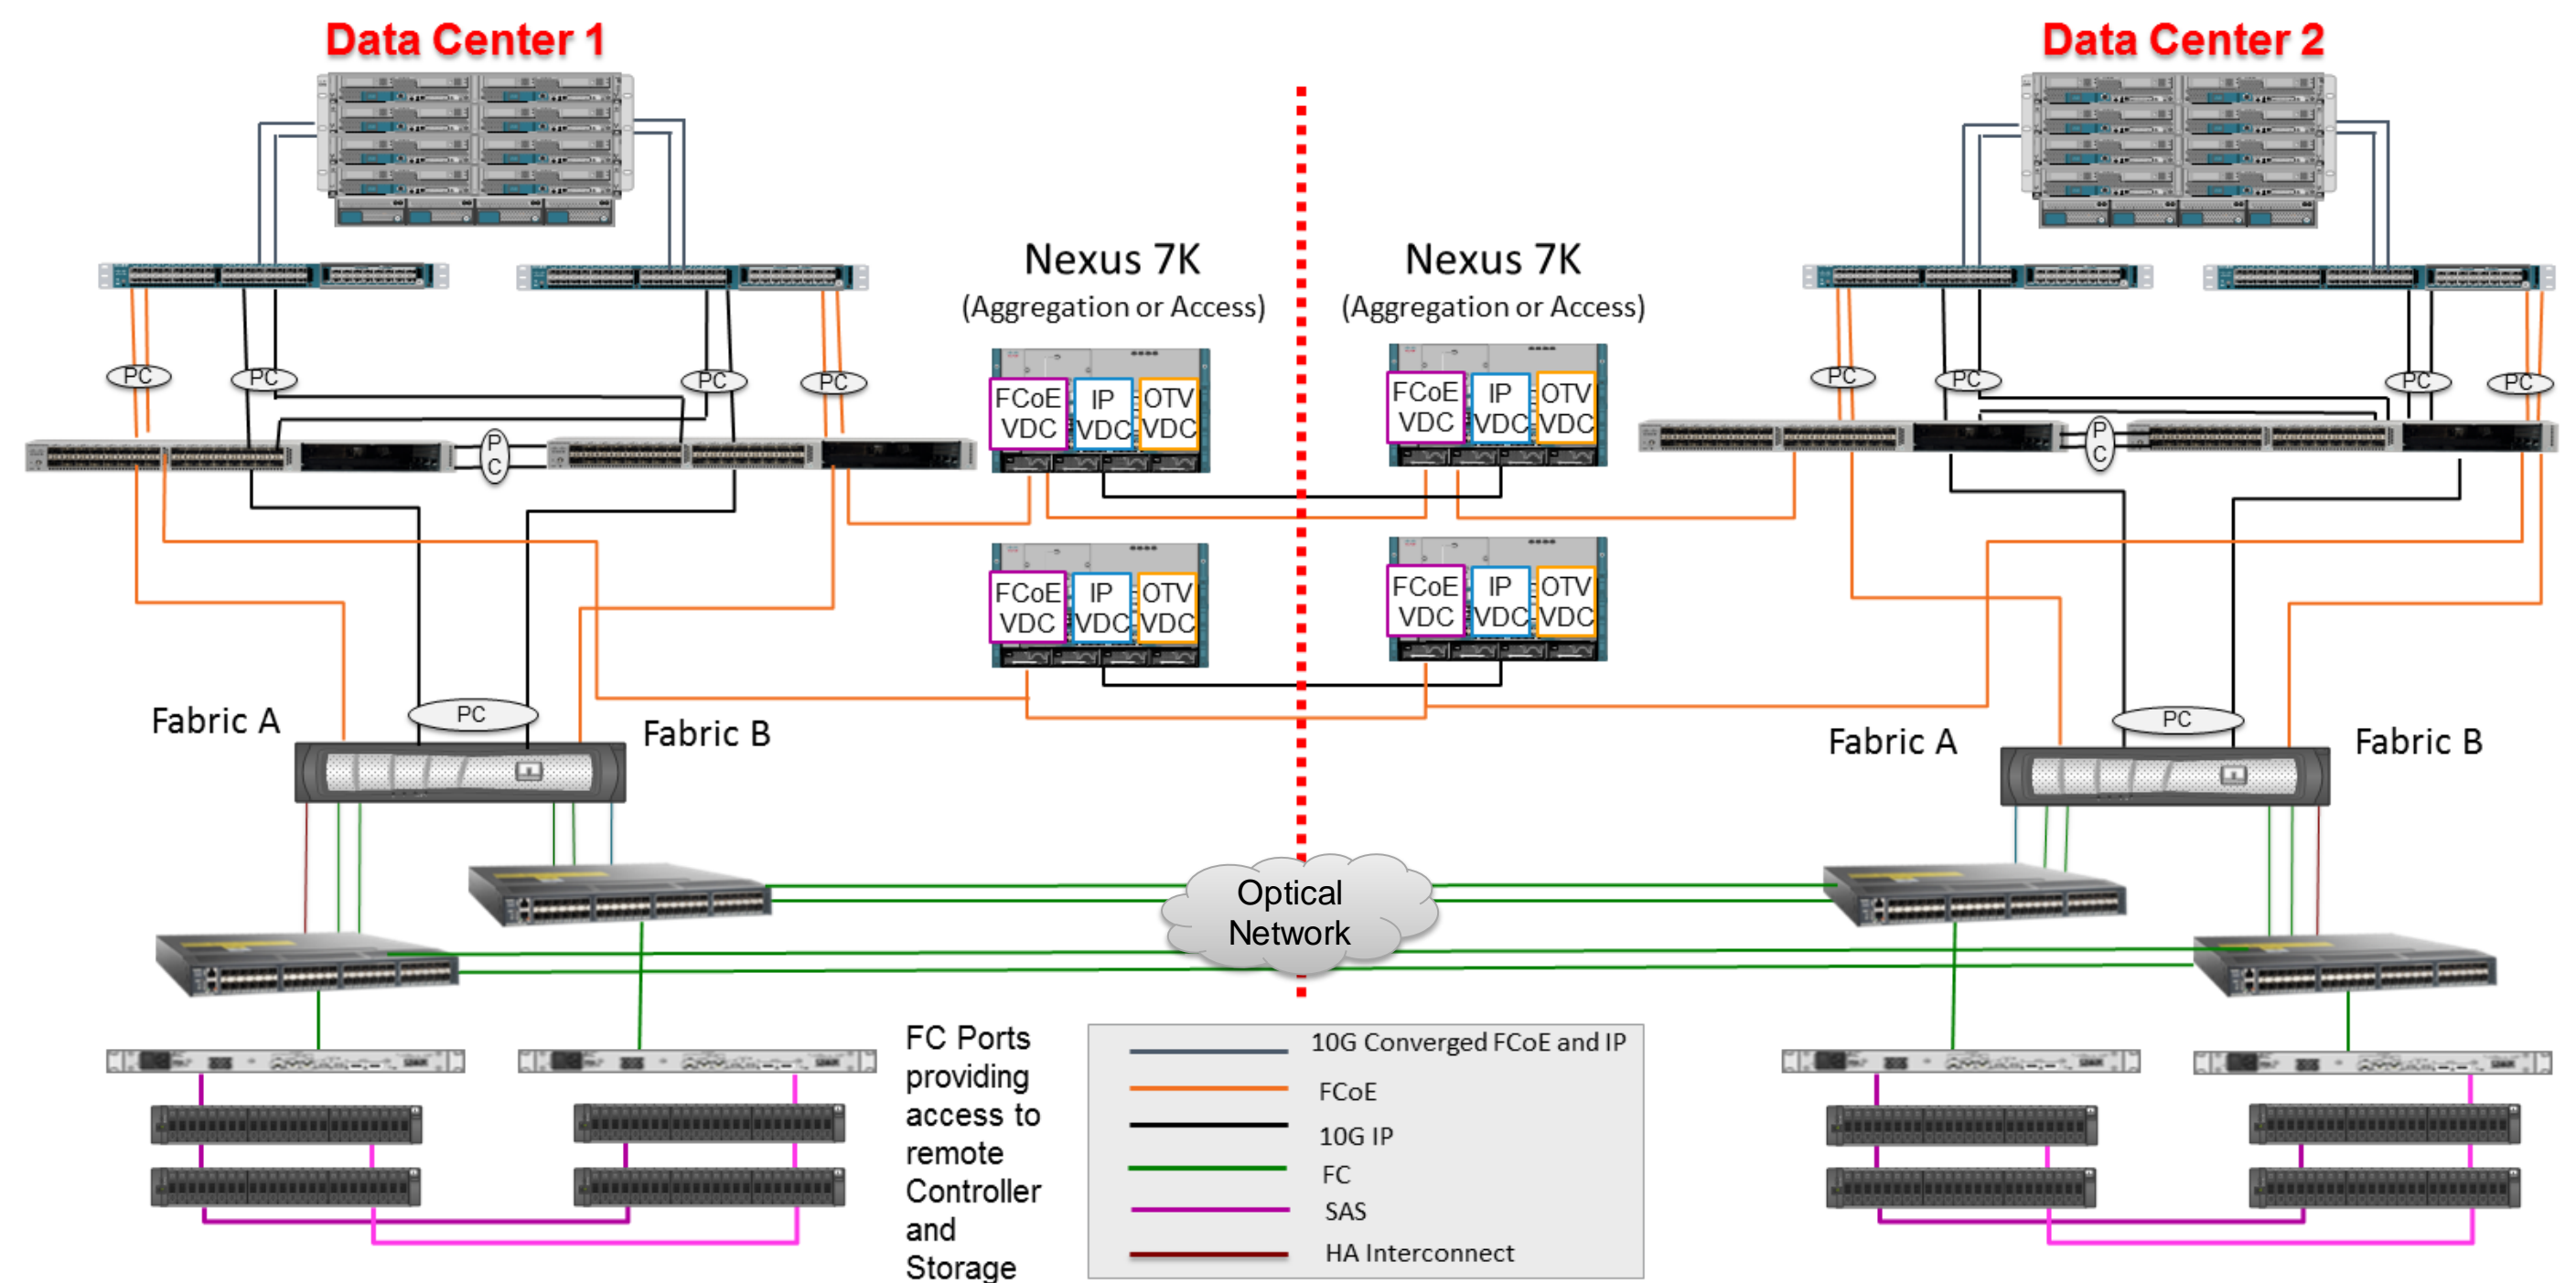 Data Center 1
Data Center 2
Nexus 7K
(Aggregation or Access)
Nexus 7K
(Aggregation or Access)
PC
PC
PC
PC
PC
PC
PC
PC
P
C
P
C
FCoE
VDC
IP
VDC
OTV
VDC
FCoE
VDC
IP
VDC
OTV
VDC
FCoE
VDC
IP
VDC
OTV
VDC
FCoE
VDC
IP
VDC
OTV
VDC
Fabric A
PC
Fabric B
Fabric A
PC
Fabric B
Optical
Network
FC Ports
providing
access to
remote
Controller
and
Storage
10G Converged FCoE and IP
FCoE
10G IP
FC
SAS
HA Interconnect